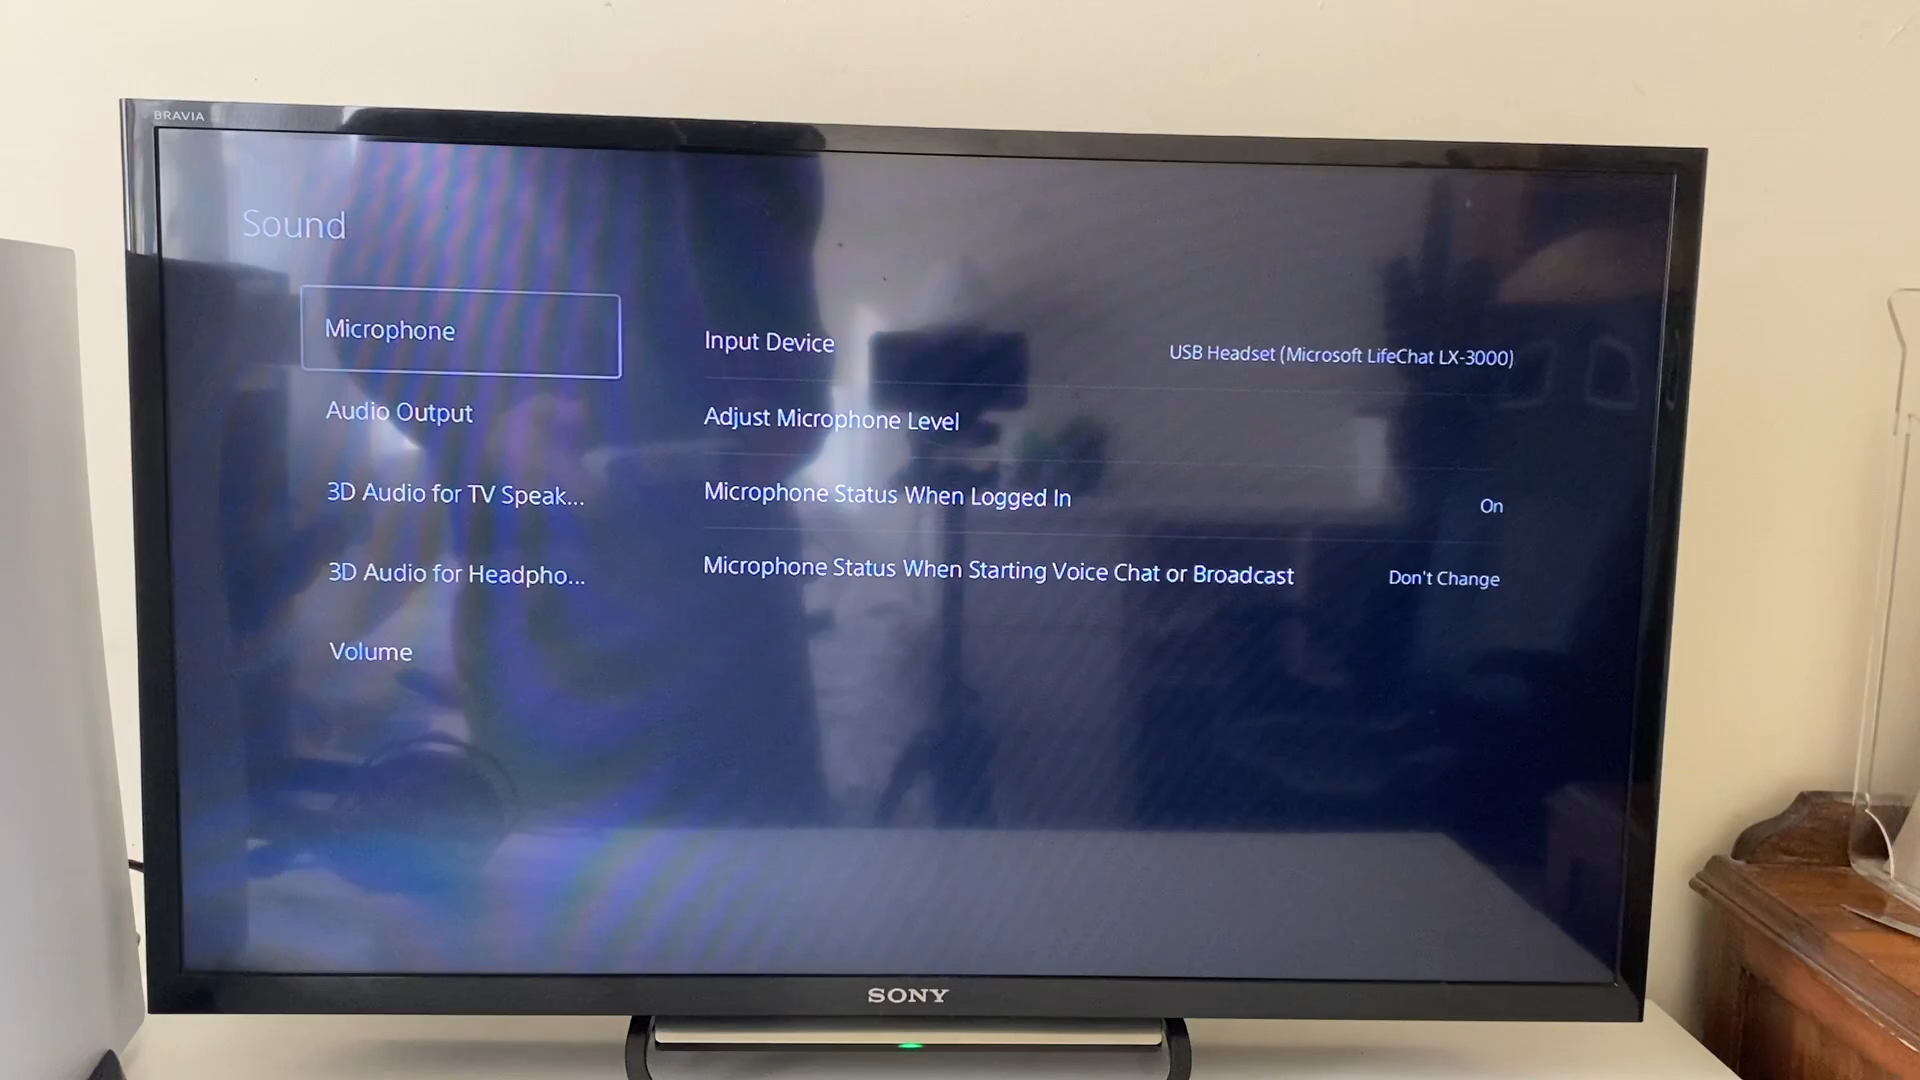 BRAVIA
Sound
Microphone
Audio Output
3D Audio for TV Speak...
3D Audio for Headpho...
Volume
Input Device USB Headset (Microsoft LifeChat LX-3000)
Adjust Microphone Level
Microphone Status When Logged In On
Microphone Status When Starting Voice Chat or Broadcast Don't Change
SONY